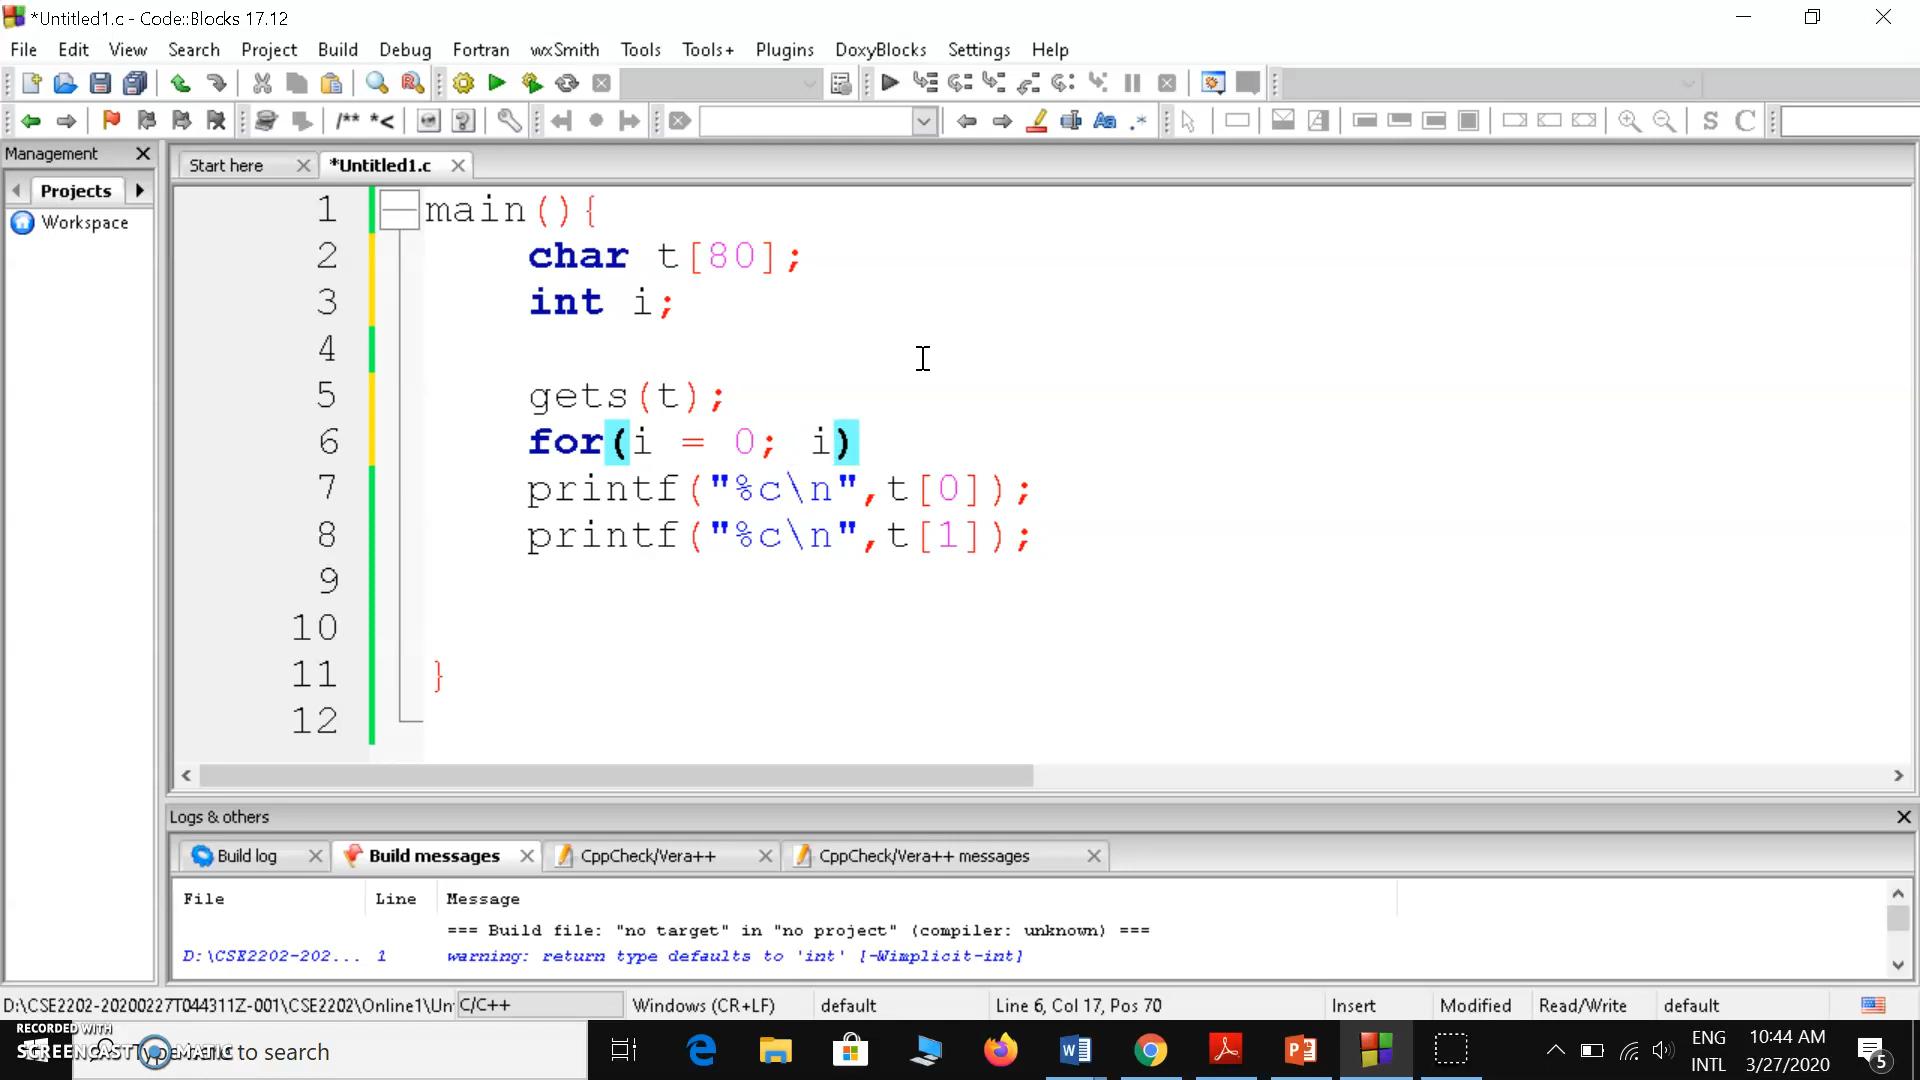 *Untitled1.c - Code::Blocks 17.12
File Edit View Search Project Build Debug Fortran wxSmith Tools Tools+ Plugins DoxyBlocks Settings Help
/** *<
S C
Management
Start here *Untitled1.c
Projects
Workspace
1 main(){
2 char t[80];
3 int i;
4
5 gets(t);
6 for(i = 0; i)
7 printf("%c\n",t[0]);
8 printf("%c\n",t[1]);
9
10
11 }
12
Logs & others
Build log Build messages CppCheck/Vera++ CppCheck/Vera++ messages
File Line Message
=== Build file: "no target" in "no project" (compiler: unknown) ===
D:\CSE2202-202... 1 warning: return type defaults to 'int' [-Wimplicit-int]
D:\CSE2202-20200227T044311Z-001\CSE2202\Online1\Un C/C++ Windows (CR+LF) default Line 6, Col 17, Pos 70 Insert Modified Read/Write default
RECORDED WITH
SCREENCAST MATIC
to search
ENG
INTL
10:44 AM
3/27/2020
5